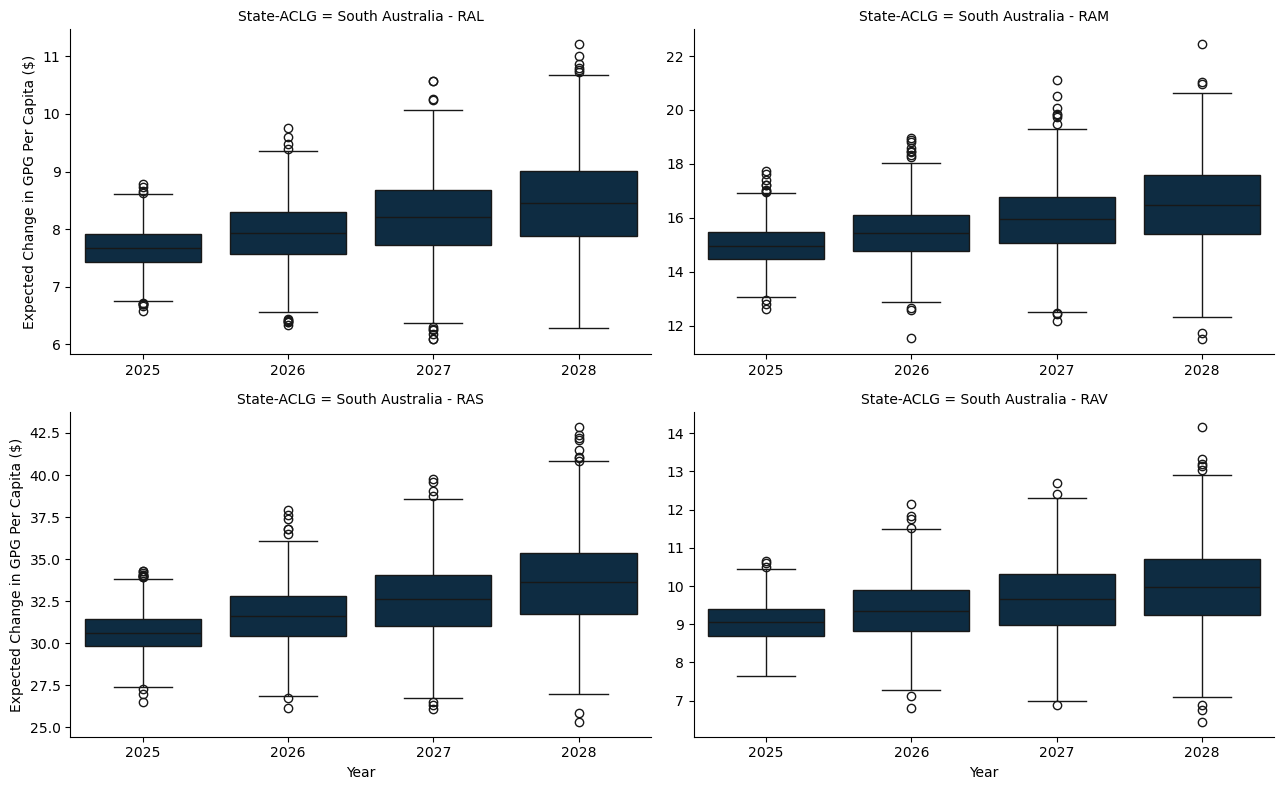 State-ACLG = South Australia - RAL
Expected Change in GPG Per Capita ($)
11
10
9
8
7
6
2025 2026 2027 2028
State-ACLG = South Australia - RAM
22
20
18
16
14
12
2025 2026 2027 2028
State-ACLG = South Australia - RAS
Expected Change in GPG Per Capita ($)
42.5
40.0
37.5
35.0
32.5
30.0
27.5
25.0
2025 2026 2027 2028
Year
State-ACLG = South Australia - RAV
14
13
12
11
10
9
8
7
2025 2026 2027 2028
Year